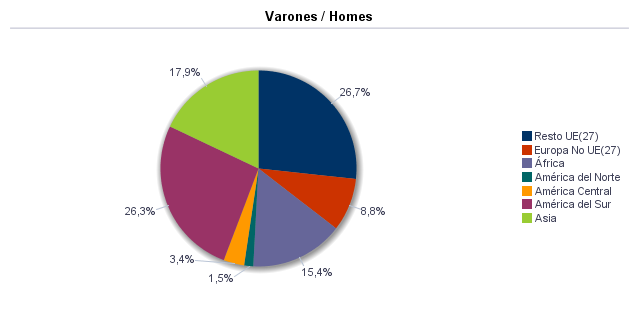 Varones / Homes
17,9%
26,7%
26,3%
8,8%
3,4%
1,5%
15,4%
Resto UE(27)
Europa No UE(27)
África
América del Norte
América Central
América del Sur
Asia